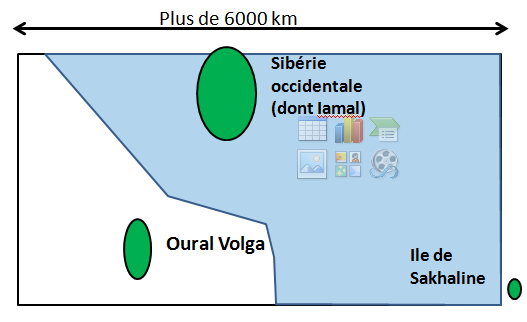 Plus de 6000 km
Sibérie
occidentale
(dont Iamal)
Oural Volga
Ile de
Sakhaline